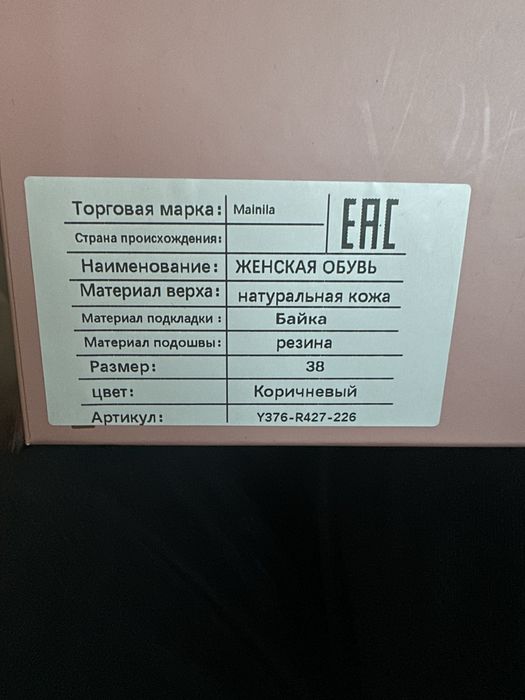 Торговая марка: Mainila
EAC
Страна происхождения:
Наименование: ЖЕНСКАЯ ОБУВЬ
Материал верха: натуральная кожа
Материал подкладки : Байка
Материал подошвы: резина
Размер: 38
цвет: Коричневый
Артикул: Y376-R427-226